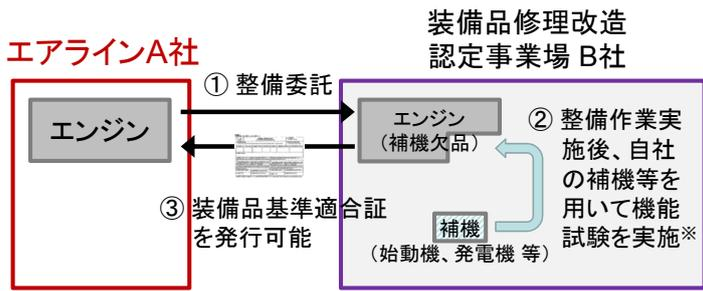 エアラインA社
装備品修理改造
認定事業場 B社
① 整備委託
エンジン
エンジン
（補機欠品）
② 整備作業実
施後、自社
の補機等を
用いて機能
試験を実施※
③ 装備品基準適合証
を発行可能
補機
（始動機、発電機 等）